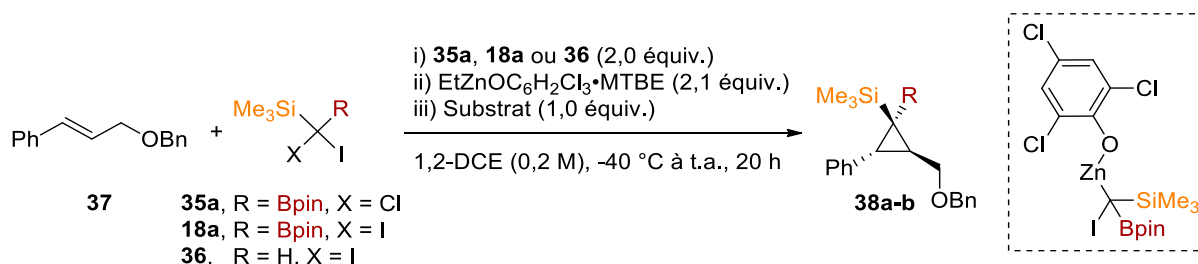 i) 35a, 18a ou 36 (2,0 équiv.)
ii) EtZnOC₆H₂Cl₃•MTBE (2,1 équiv.)
iii) Substrat (1,0 équiv.)
1,2-DCE (0,2 M), -40 °C à t.a., 20 h
Ph
OBn
37
+
Me₃Si
R
X
I
35a, R = Bpin, X = Cl
18a, R = Bpin, X = I
36, R = H, X = I
Me₃Si
R
Ph
OBn
38a-b
Cl
Cl
Cl
O
Zn
SiMe₃
I
Bpin